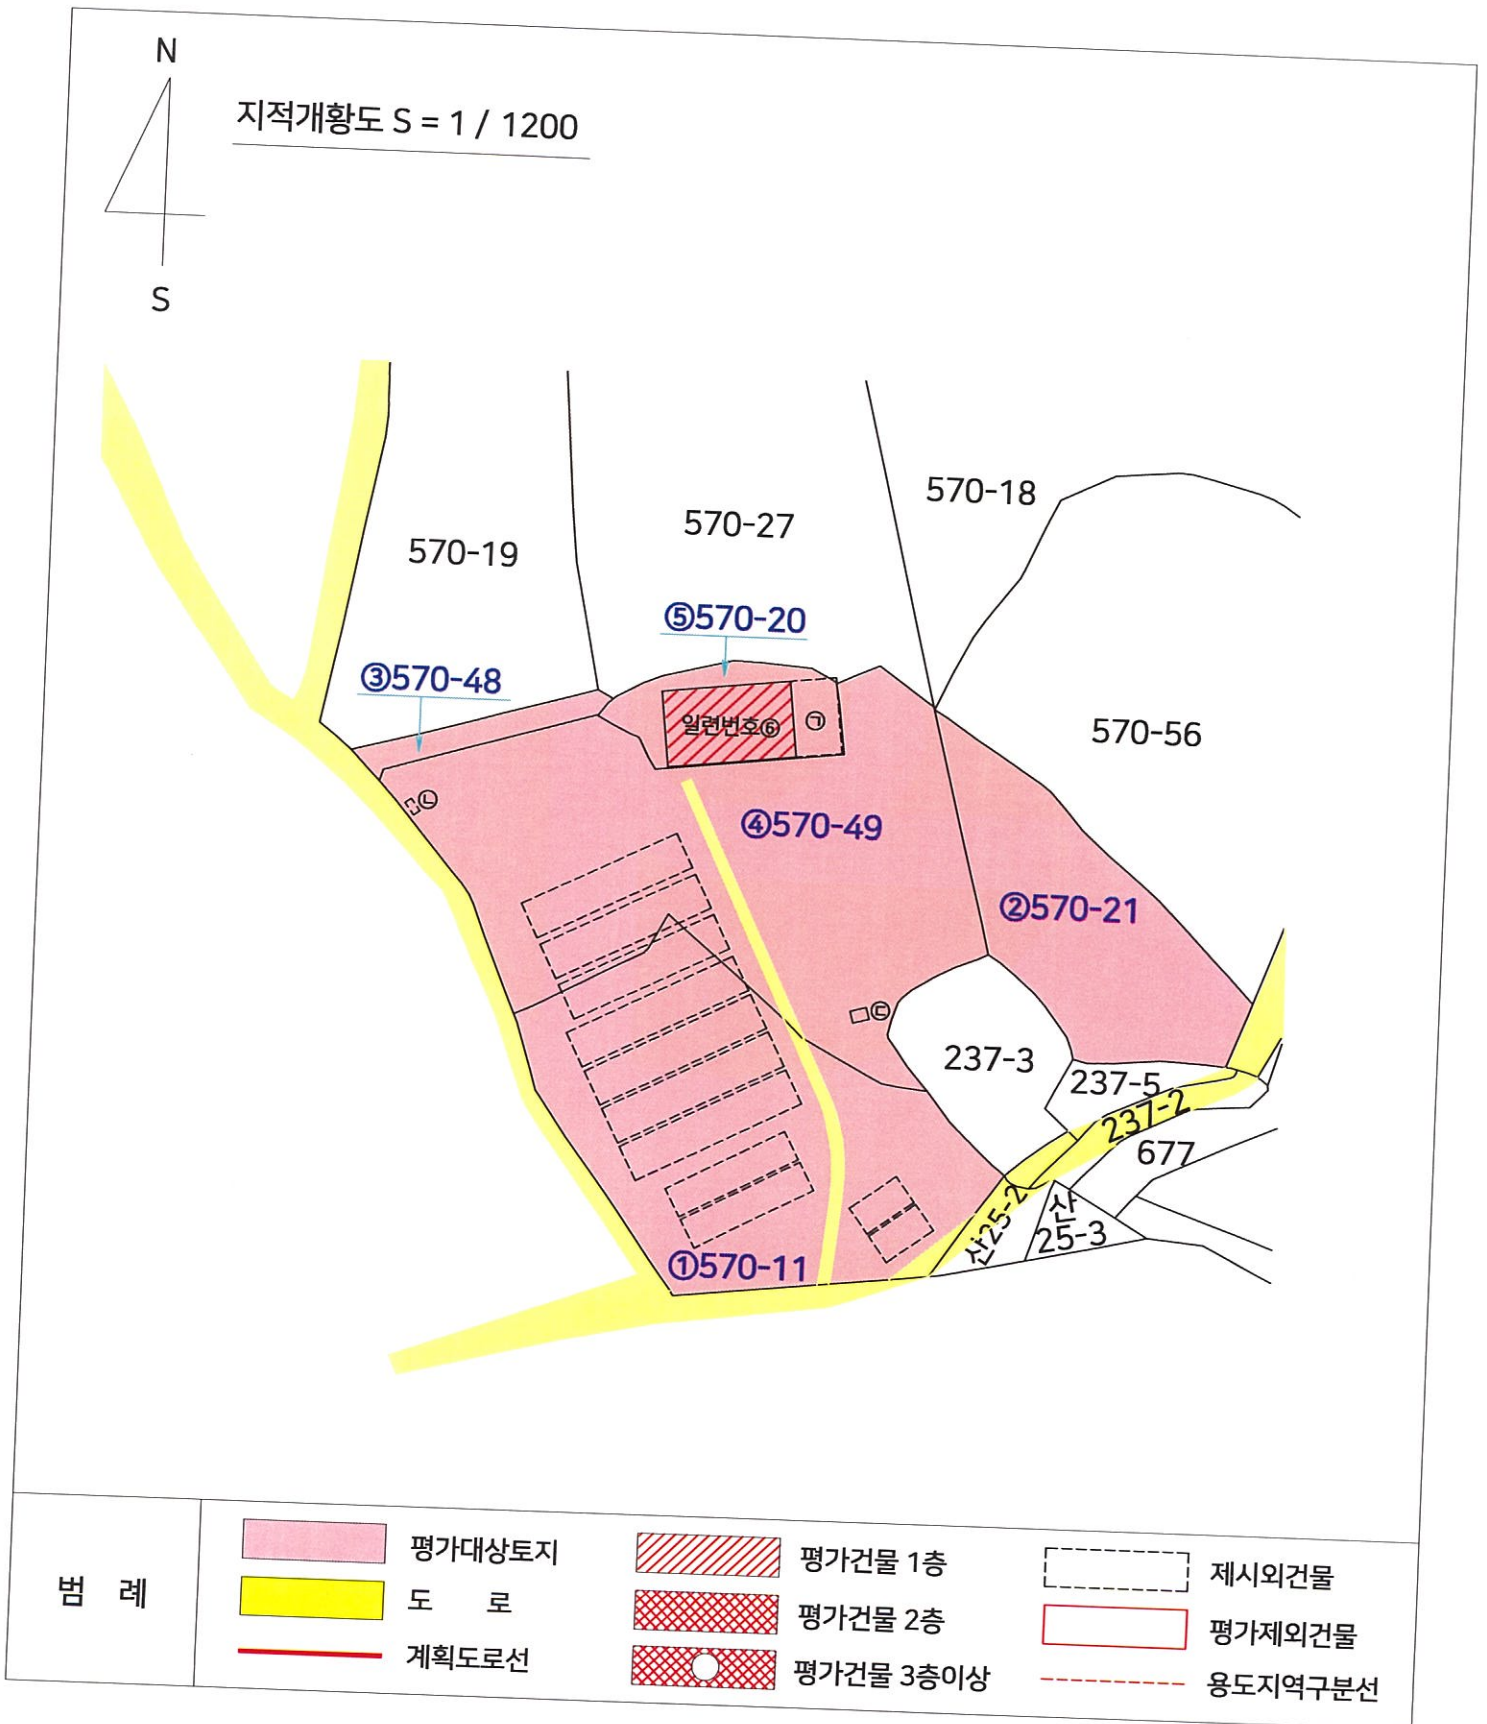 N
지적개황도 S = 1 / 1200
S
570-18
570-27
570-19
⑤570-20
③570-48
일련번호⑥
㉠
570-56
㉡
④570-49
②570-21
㉢
237-3
237-5
237-2
677
산25-2
산
25-3
①570-11
범 례
평가대상토지
도 로
계획도로선
평가건물 1층
평가건물 2층
평가건물 3층이상
제시외건물
평가제외건물
용도지역구분선